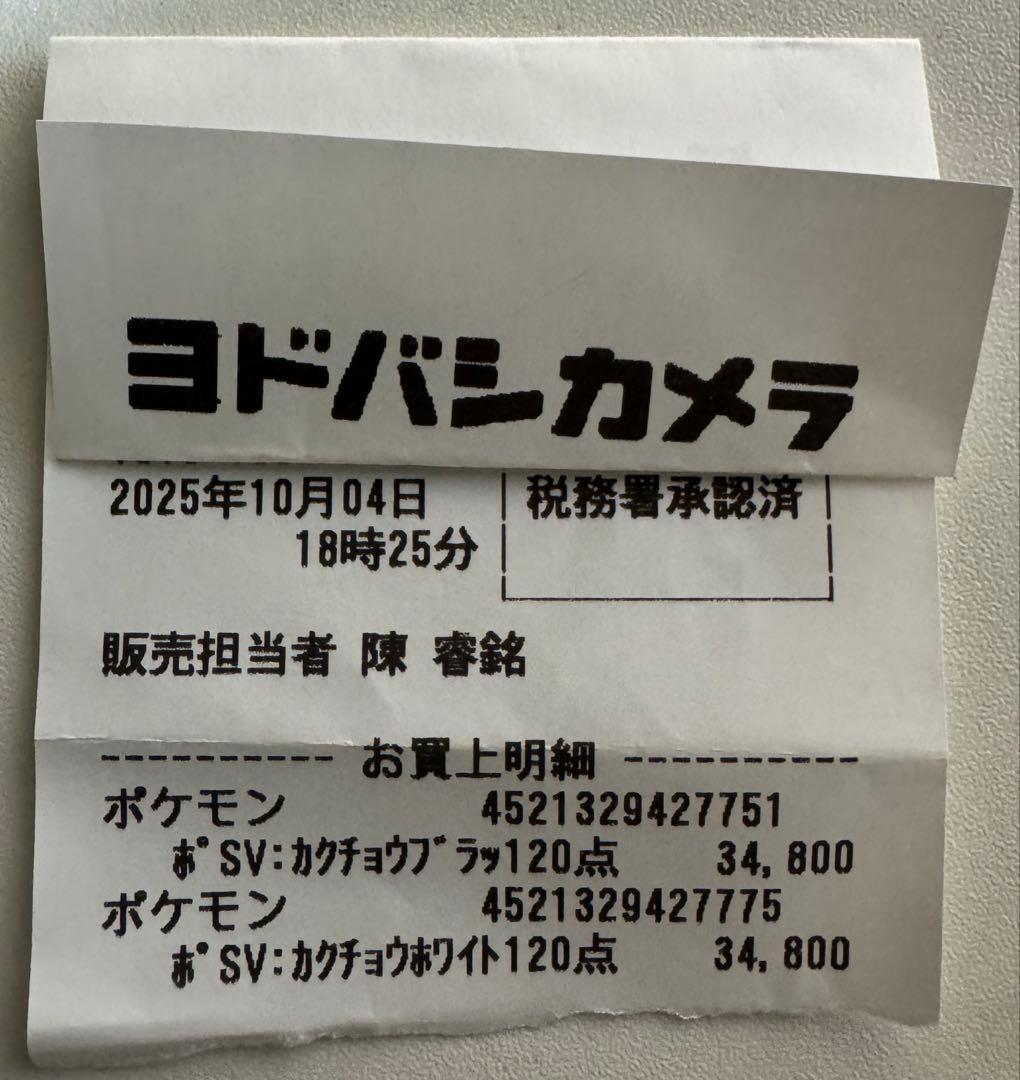 ヨドバシカメラ
2025年10月04日
税務署承認済
18時25分
販売担当者 陳 睿銘
---------- お買上明細 ----------
ポケモン 4521329427751
ポSV:カクチョウブラッ120点 34,800
ポケモン 4521329427775
ポSV:カクチョウホワイト120点 34,800